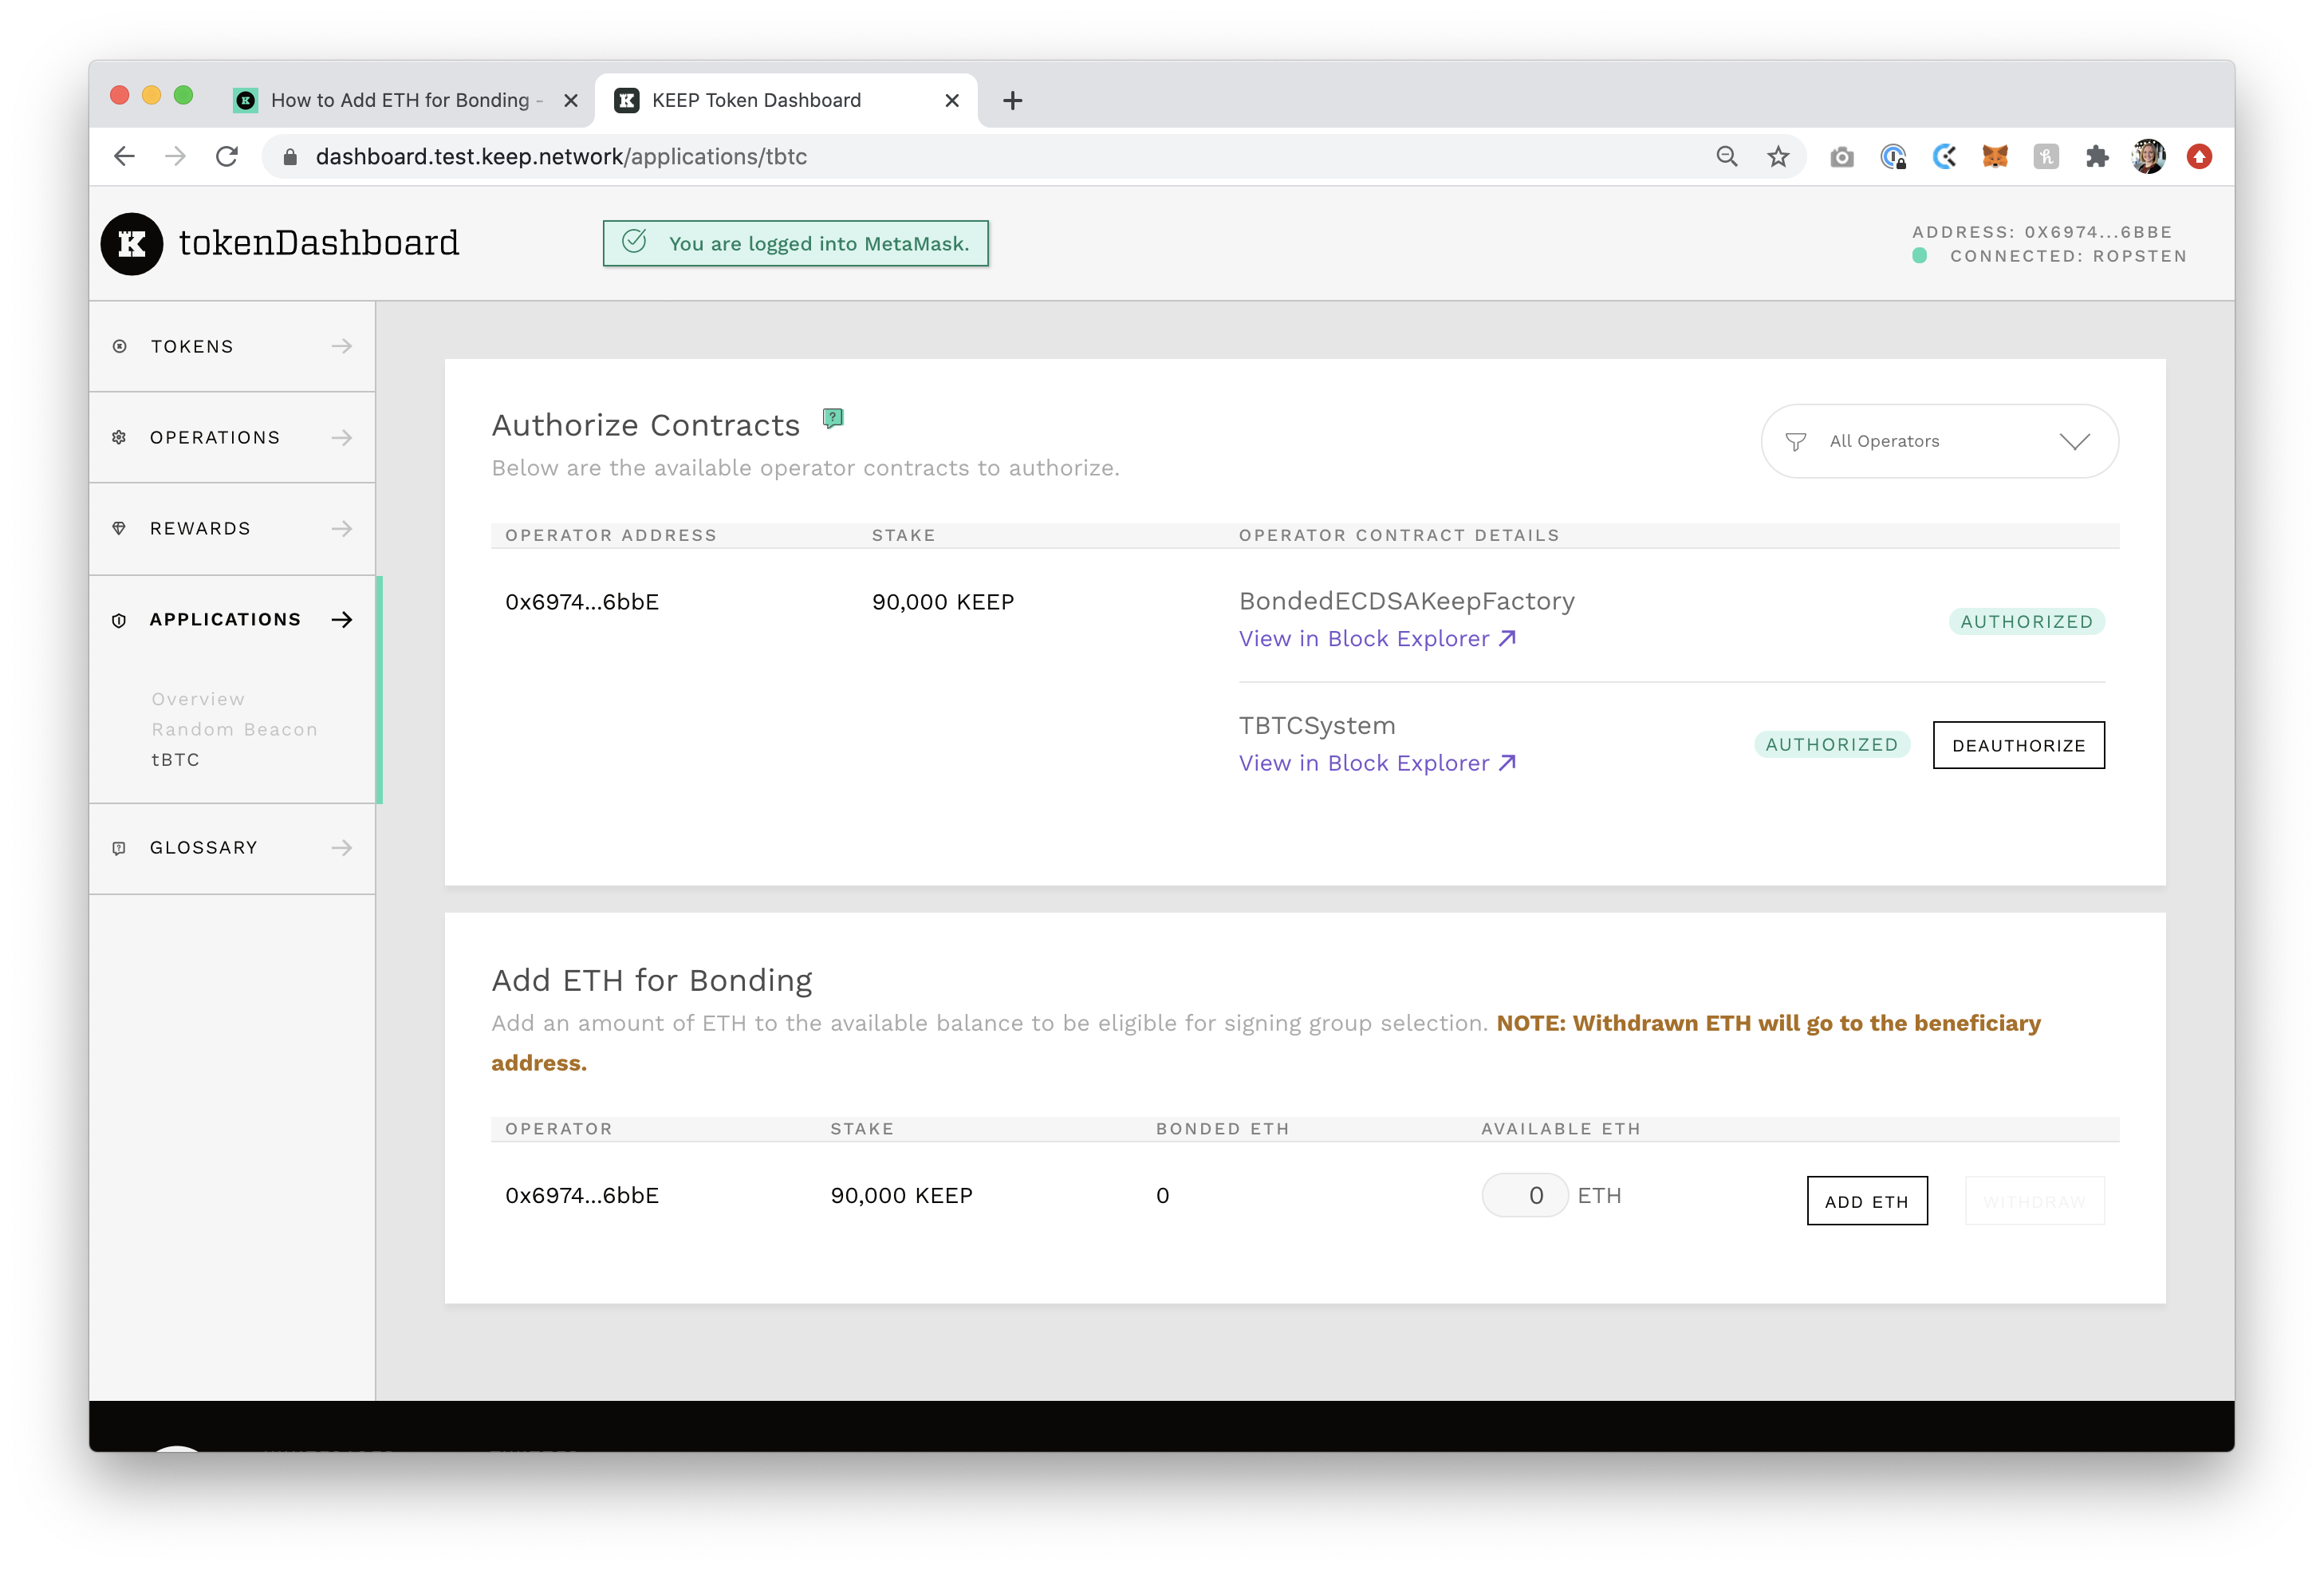 How to Add ETH for Bonding -
KEEP Token Dashboard
dashboard.test.keep.network/applications/tbtc
tokenDashboard
You are logged into MetaMask.
ADDRESS: 0X6974...6BBE
CONNECTED: ROPSTEN
TOKENS
OPERATIONS
REWARDS
APPLICATIONS
Overview
Random Beacon
tBTC
GLOSSARY
Authorize Contracts
Below are the available operator contracts to authorize.
All Operators
OPERATOR ADDRESS STAKE OPERATOR CONTRACT DETAILS
0x6974...6bbE 90,000 KEEP BondedECDSAKeepFactory
View in Block Explorer
AUTHORIZED
TBTCSystem
View in Block Explorer
AUTHORIZED DEAUTHORIZE
Add ETH for Bonding
Add an amount of ETH to the available balance to be eligible for signing group selection. NOTE: Withdrawn ETH will go to the beneficiary
address.
OPERATOR STAKE BONDED ETH AVAILABLE ETH
0x6974...6bbE 90,000 KEEP 0 0 ETH ADD ETH WITHDRAW